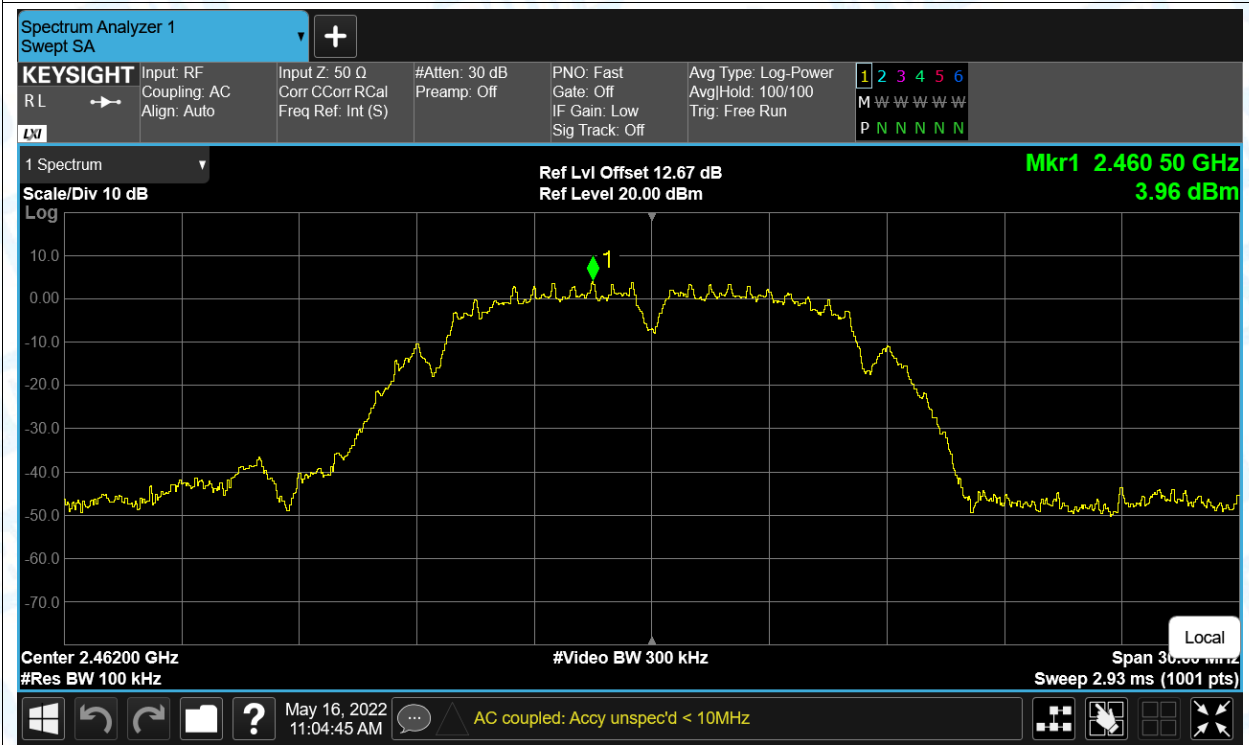 Spectrum Analyzer 1
Swept SA
+
KEYSIGHT
R L
LXI
Input: RF
Coupling: AC
Align: Auto
Input Z: 50 Ω
Corr CCorr RCal
Freq Ref: Int (S)
#Atten: 30 dB
Preamp: Off
PNO: Fast
Gate: Off
IF Gain: Low
Sig Track: Off
Avg Type: Log-Power
Avg|Hold: 100/100
Trig: Free Run
1 2 3 4 5 6
M W W W W W
P N N N N N
1 Spectrum
Scale/Div 10 dB
Log
Ref Lvl Offset 12.67 dB
Ref Level 20.00 dBm
Mkr1 2.460 50 GHz
3.96 dBm
1
10.0
0.00
-10.0
-20.0
-30.0
-40.0
-50.0
-60.0
-70.0
Local
Center 2.46200 GHz
#Res BW 100 kHz
#Video BW 300 kHz
Span 30.00 MHz
Sweep 2.93 ms (1001 pts)
?
May 16, 2022
11:04:45 AM
AC coupled: Accy unspec'd < 10MHz